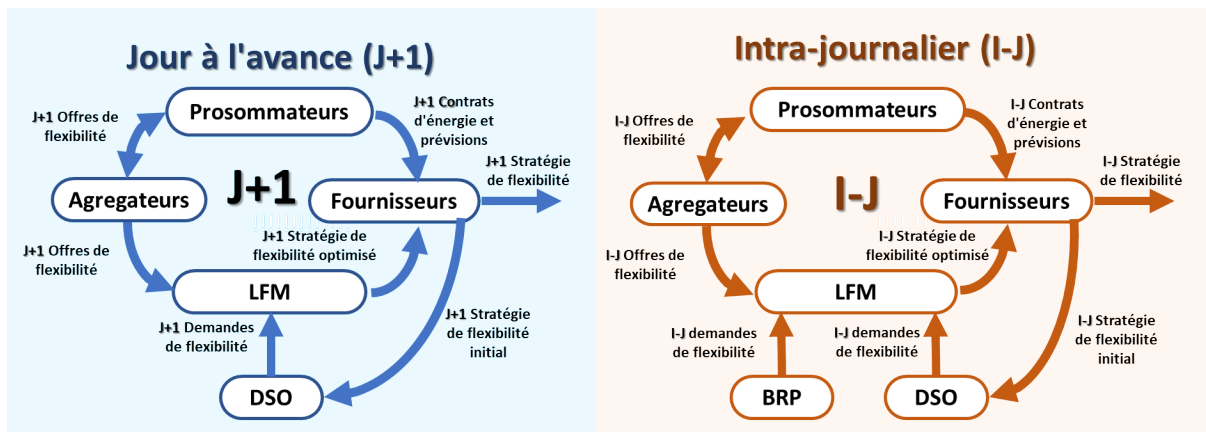 Jour à l'avance (J+1)
Prosommateurs
J+1 Offres de
flexibilité
J+1 Contrats
d'énergie et
prévisions
J+1 Stratégie
de flexibilité
Agregateurs
J+1
Fournisseurs
J+1 Offres de
flexibilité
J+1 Stratégie de
flexibilité optimisé
LFM
J+1 Demandes
de flexibilité
J+1 Stratégie
de flexibilité
initial
DSO
Intra-journalier (I-J)
Prosommateurs
I-J Offres de
flexibilité
I-J Contrats
d'énergie et
prévisions
I-J Stratégie
de flexibilité
Agregateurs
I-J
Fournisseurs
I-J Offres de
flexibilité
I-J Stratégie de
flexibilité optimisé
LFM
I-J demandes
de flexibilité
I-J demandes
de flexibilité
I-J Stratégie
de flexibilité
initial
BRP
DSO